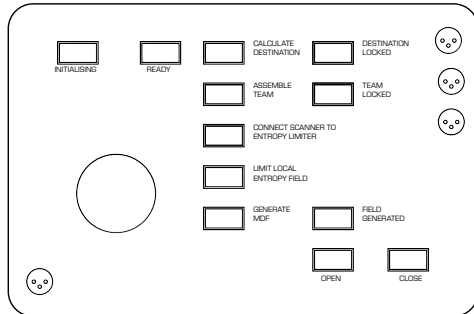 INITIALISING
READY
CALCULATE
DESTINATION
DESTINATION
LOCKED
ASSEMBLE
TEAM
TEAM
LOCKED
CONNECT SCANNER TO
ENTROPY LIMITER
LIMIT LOCAL
ENTROPY FIELD
GENERATE
MDF
FIELD
GENERATED
OPEN
CLOSE